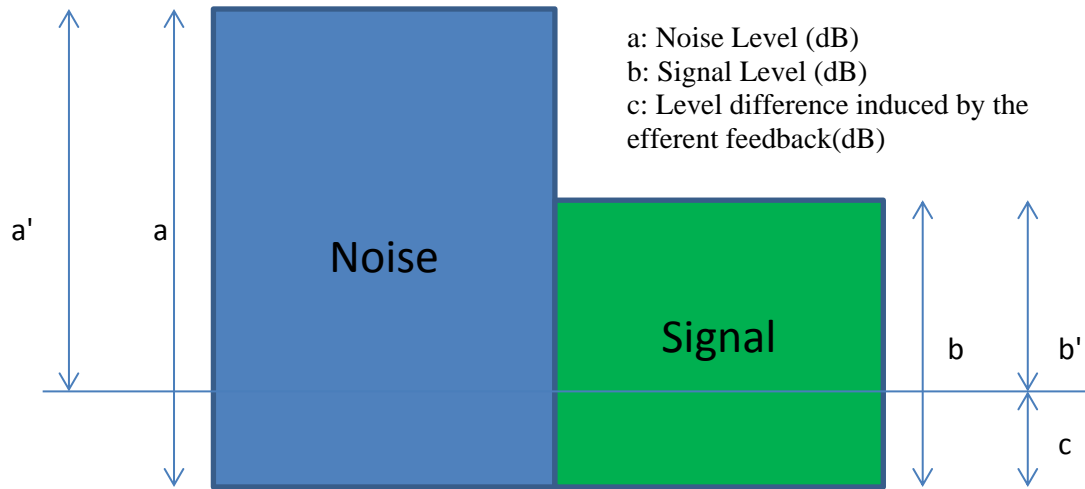 a: Noise Level (dB)
b: Signal Level (dB)
c: Level difference induced by the
efferent feedback(dB)
a'
a
Noise
Signal
b
b'
c